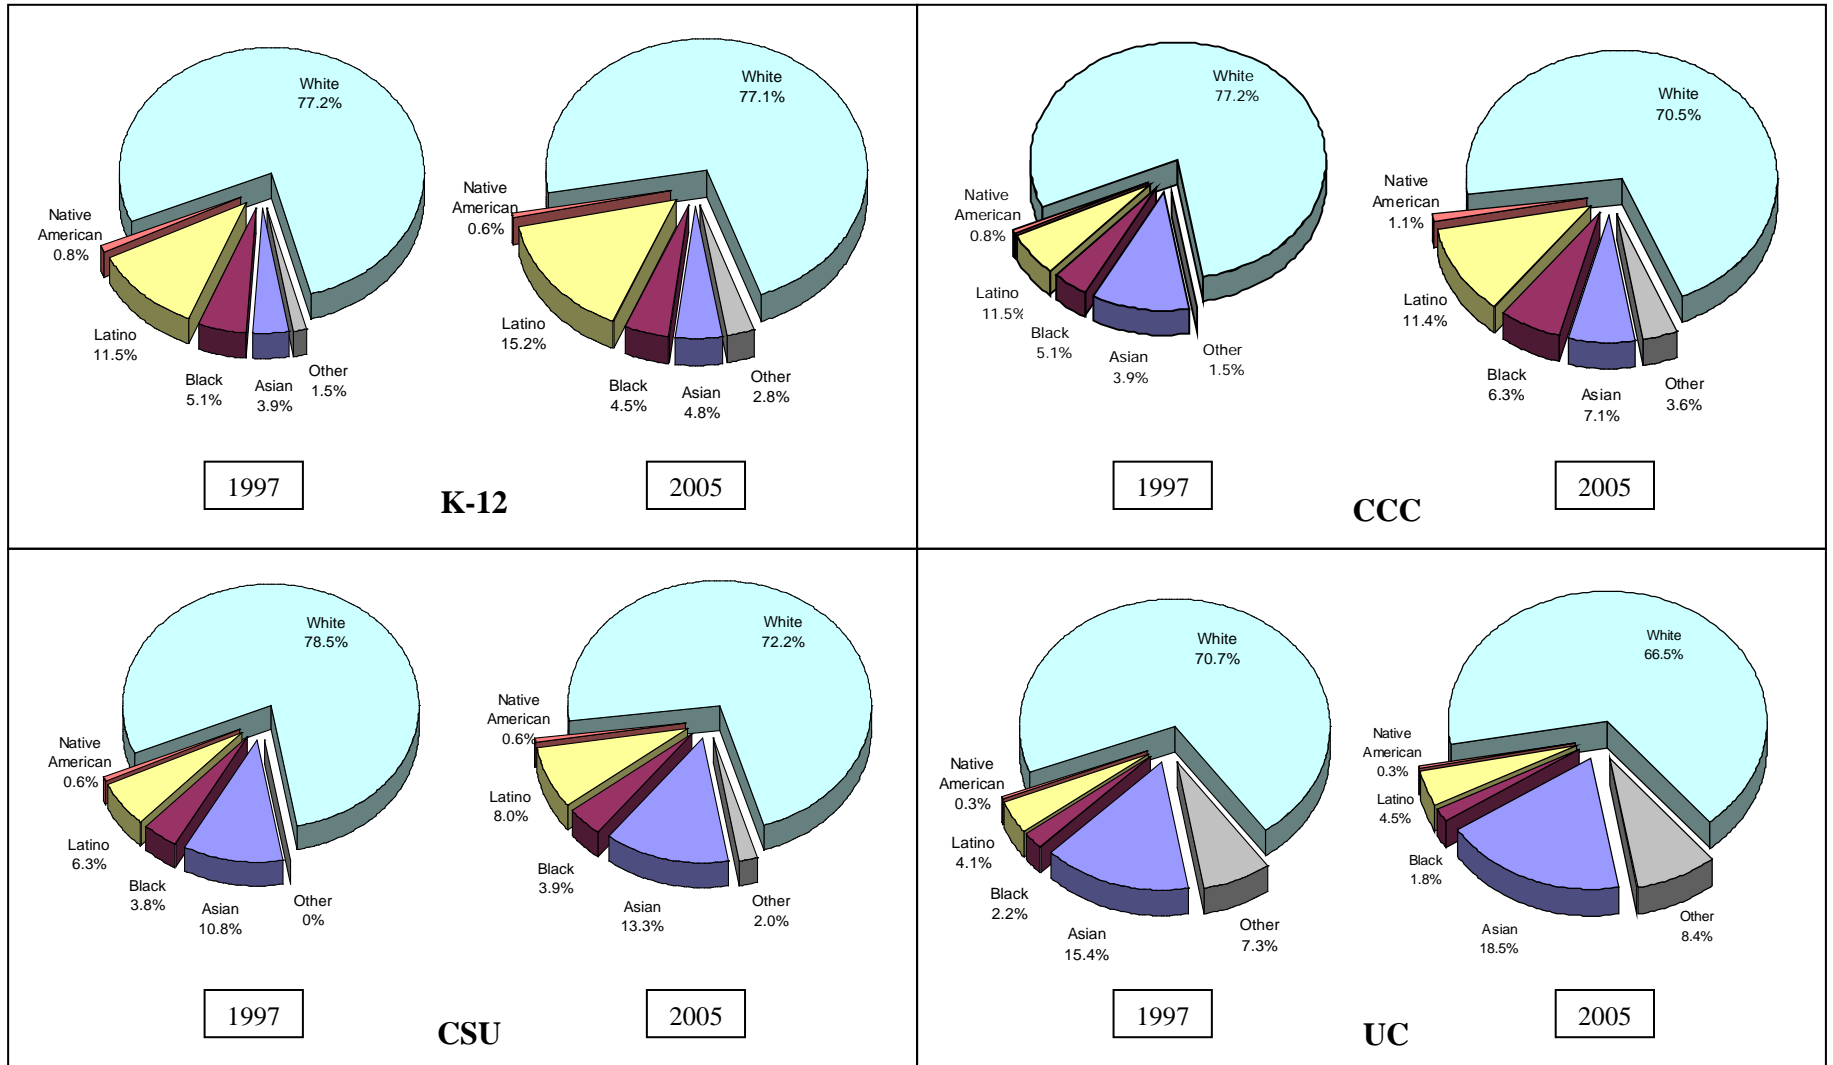 White
77.2%
Native
American
0.8%
Latino
11.5%
Black
5.1%
Asian
3.9%
Other
1.5%
1997
White
77.1%
Native
American
0.6%
Latino
15.2%
Black
4.5%
Asian
4.8%
Other
2.8%
2005
K-12
White
77.2%
Native
American
0.8%
Latino
11.5%
Black
5.1%
Asian
3.9%
Other
1.5%
1997
White
70.5%
Native
American
1.1%
Latino
11.4%
Black
6.3%
Asian
7.1%
Other
3.6%
2005
CCC
White
78.5%
Native
American
0.6%
Latino
6.3%
Black
3.8%
Asian
10.8%
Other
0%
1997
White
72.2%
Native
American
0.6%
Latino
8.0%
Black
3.9%
Asian
13.3%
Other
2.0%
2005
CSU
White
70.7%
Native
American
0.3%
Latino
4.1%
Black
2.2%
Asian
15.4%
Other
7.3%
1997
White
66.5%
Native
American
0.3%
Latino
4.5%
Black
1.8%
Asian
18.5%
Other
8.4%
2005
UC